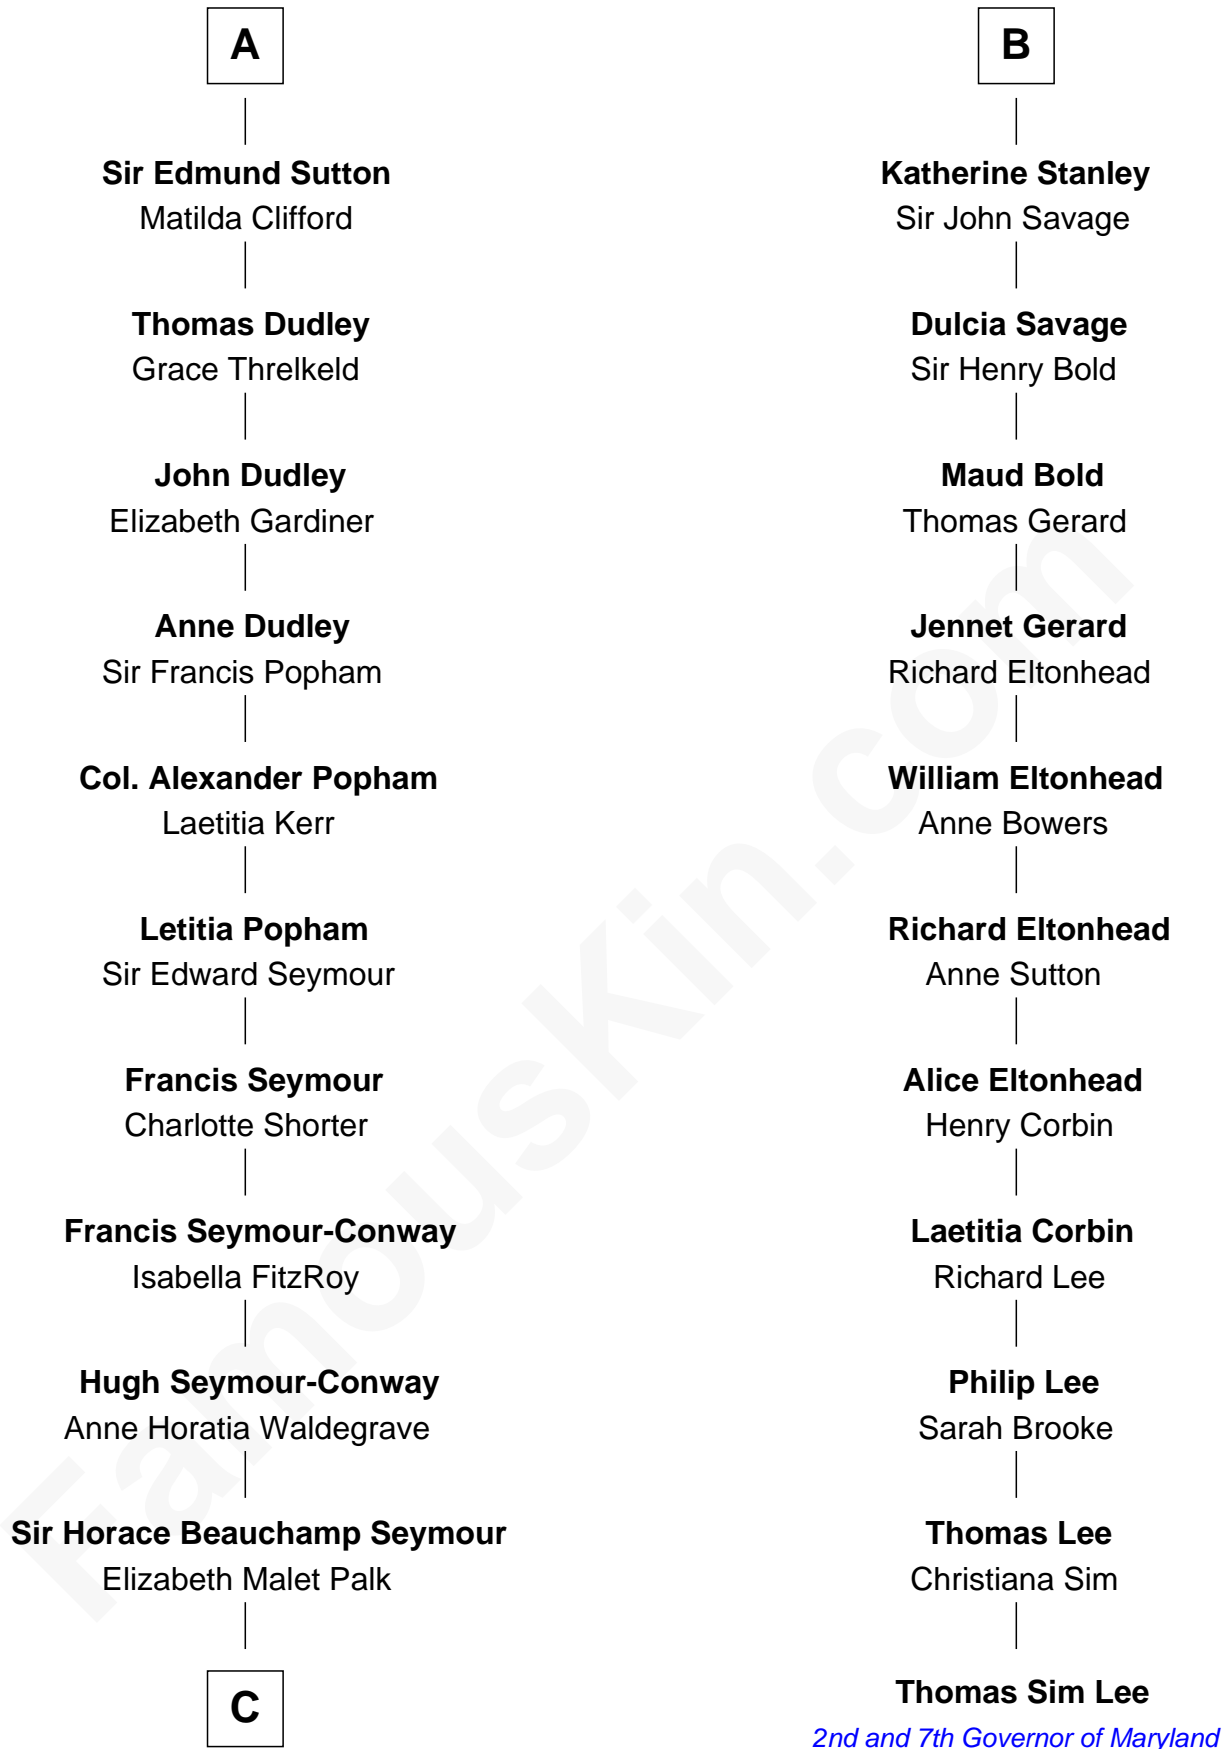 A
Sir Edmund Sutton
Matilda Clifford
Thomas Dudley
Grace Threlkeld
John Dudley
Elizabeth Gardiner
Anne Dudley
Sir Francis Popham
Col. Alexander Popham
Laetitia Kerr
Letitia Popham
Sir Edward Seymour
Francis Seymour
Charlotte Shorter
Francis Seymour-Conway
Isabella FitzRoy
Hugh Seymour-Conway
Anne Horatia Waldegrave
Sir Horace Beauchamp Seymour
Elizabeth Malet Palk
C
B
Katherine Stanley
Sir John Savage
Dulcia Savage
Sir Henry Bold
Maud Bold
Thomas Gerard
Jennet Gerard
Richard Eltonhead
William Eltonhead
Anne Bowers
Richard Eltonhead
Anne Sutton
Alice Eltonhead
Henry Corbin
Laetitia Corbin
Richard Lee
Philip Lee
Sarah Brooke
Thomas Lee
Christiana Sim
Thomas Sim Lee
2nd and 7th Governor of Maryland
FamousKin.com